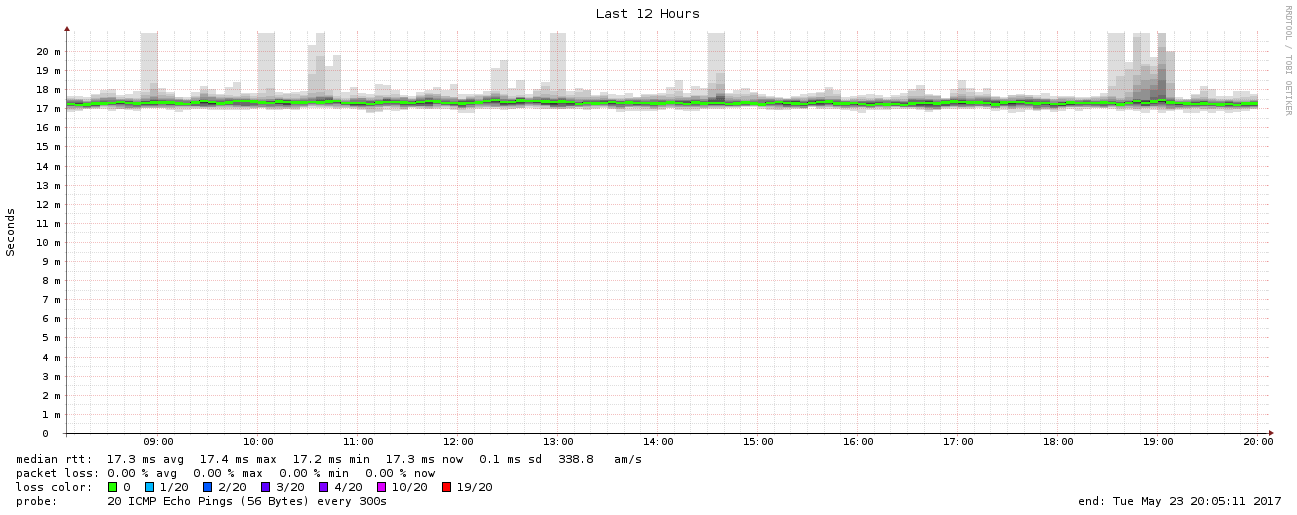 Last 12 Hours
RRDTOOL / TOBI OETIKER
Seconds
20 m
19 m
18 m
17 m
16 m
15 m
14 m
13 m
12 m
11 m
10 m
9 m
8 m
7 m
6 m
5 m
4 m
3 m
2 m
1 m
0
09:00 10:00 11:00 12:00 13:00 14:00 15:00 16:00 17:00 18:00 19:00 20:00
median rtt: 17.3 ms avg 17.4 ms max 17.2 ms min 17.3 ms now 0.1 ms sd 338.8 am/s
packet loss: 0.00 % avg 0.00 % max 0.00 % min 0.00 % now
loss color: 0 1/20 2/20 3/20 4/20 10/20 19/20
probe: 20 ICMP Echo Pings (56 Bytes) every 300s end: Tue May 23 20:05:11 2017